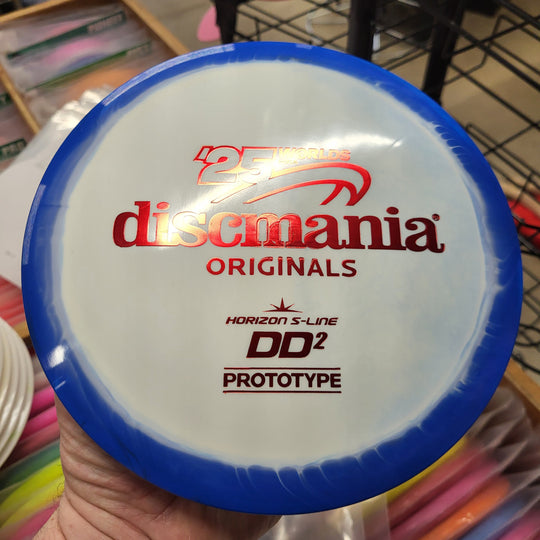 '25 WORLDS
discmania®
ORIGINALS
HORIZON S-LINE
DD²
PROTOTYPE